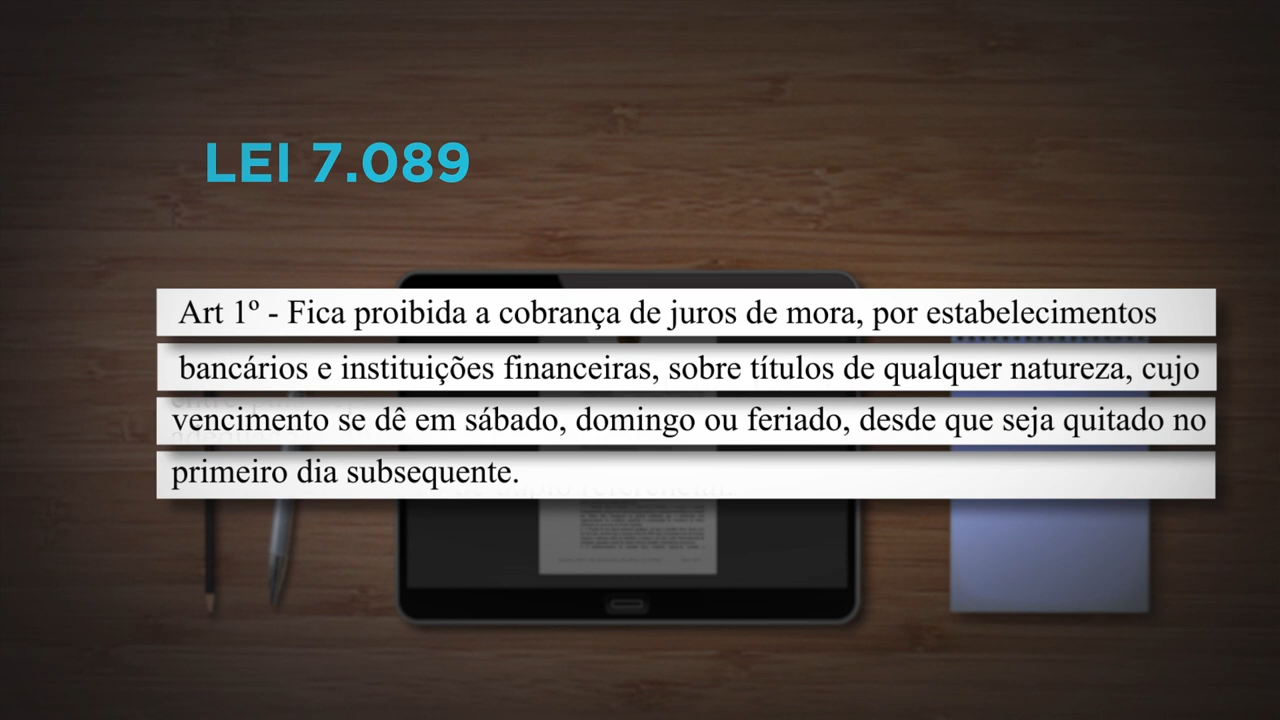 LEI 7.089
Art 1º - Fica proibida a cobrança de juros de mora, por estabelecimentos
bancários e instituições financeiras, sobre títulos de qualquer natureza, cujo
vencimento se dê em sábado, domingo ou feriado, desde que seja quitado no
primeiro dia subsequente.